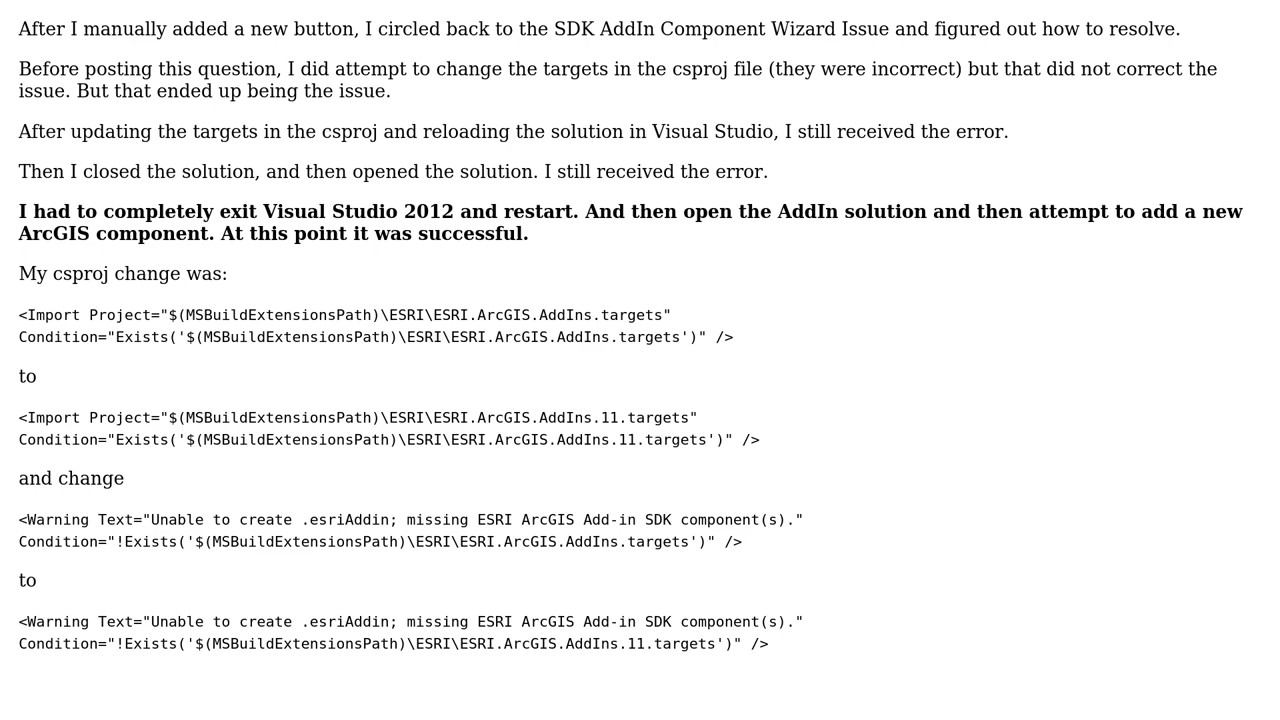 After I manually added a new button, I circled back to the SDK AddIn Component Wizard Issue and figured out how to resolve.
Before posting this question, I did attempt to change the targets in the csproj file (they were incorrect) but that did not correct the
issue. But that ended up being the issue.
After updating the targets in the csproj and reloading the solution in Visual Studio, I still received the error.
Then I closed the solution, and then opened the solution. I still received the error.
I had to completely exit Visual Studio 2012 and restart. And then open the AddIn solution and then attempt to add a new
ArcGIS component. At this point it was successful.
My csproj change was:
<Import Project="$(MSBuildExtensionsPath)\ESRI\ESRI.ArcGIS.AddIns.targets"
Condition="Exists('$(MSBuildExtensionsPath)\ESRI\ESRI.ArcGIS.AddIns.targets')" />
to
<Import Project="$(MSBuildExtensionsPath)\ESRI\ESRI.ArcGIS.AddIns.11.targets"
Condition="Exists('$(MSBuildExtensionsPath)\ESRI\ESRI.ArcGIS.AddIns.11.targets')" />
and change
<Warning Text="Unable to create .esriAddin; missing ESRI ArcGIS Add-in SDK component(s)."
Condition="!Exists('$(MSBuildExtensionsPath)\ESRI\ESRI.ArcGIS.AddIns.targets')" />
to
<Warning Text="Unable to create .esriAddin; missing ESRI ArcGIS Add-in SDK component(s)."
Condition="!Exists('$(MSBuildExtensionsPath)\ESRI\ESRI.ArcGIS.AddIns.11.targets')" />